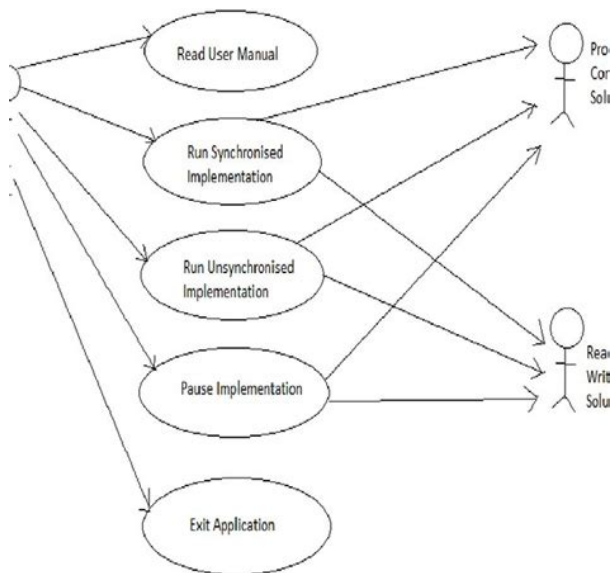 Read User Manual
Run Synchronised
Implementation
Run Unsynchronised
Implementation
Pause Implementation
Exit Application